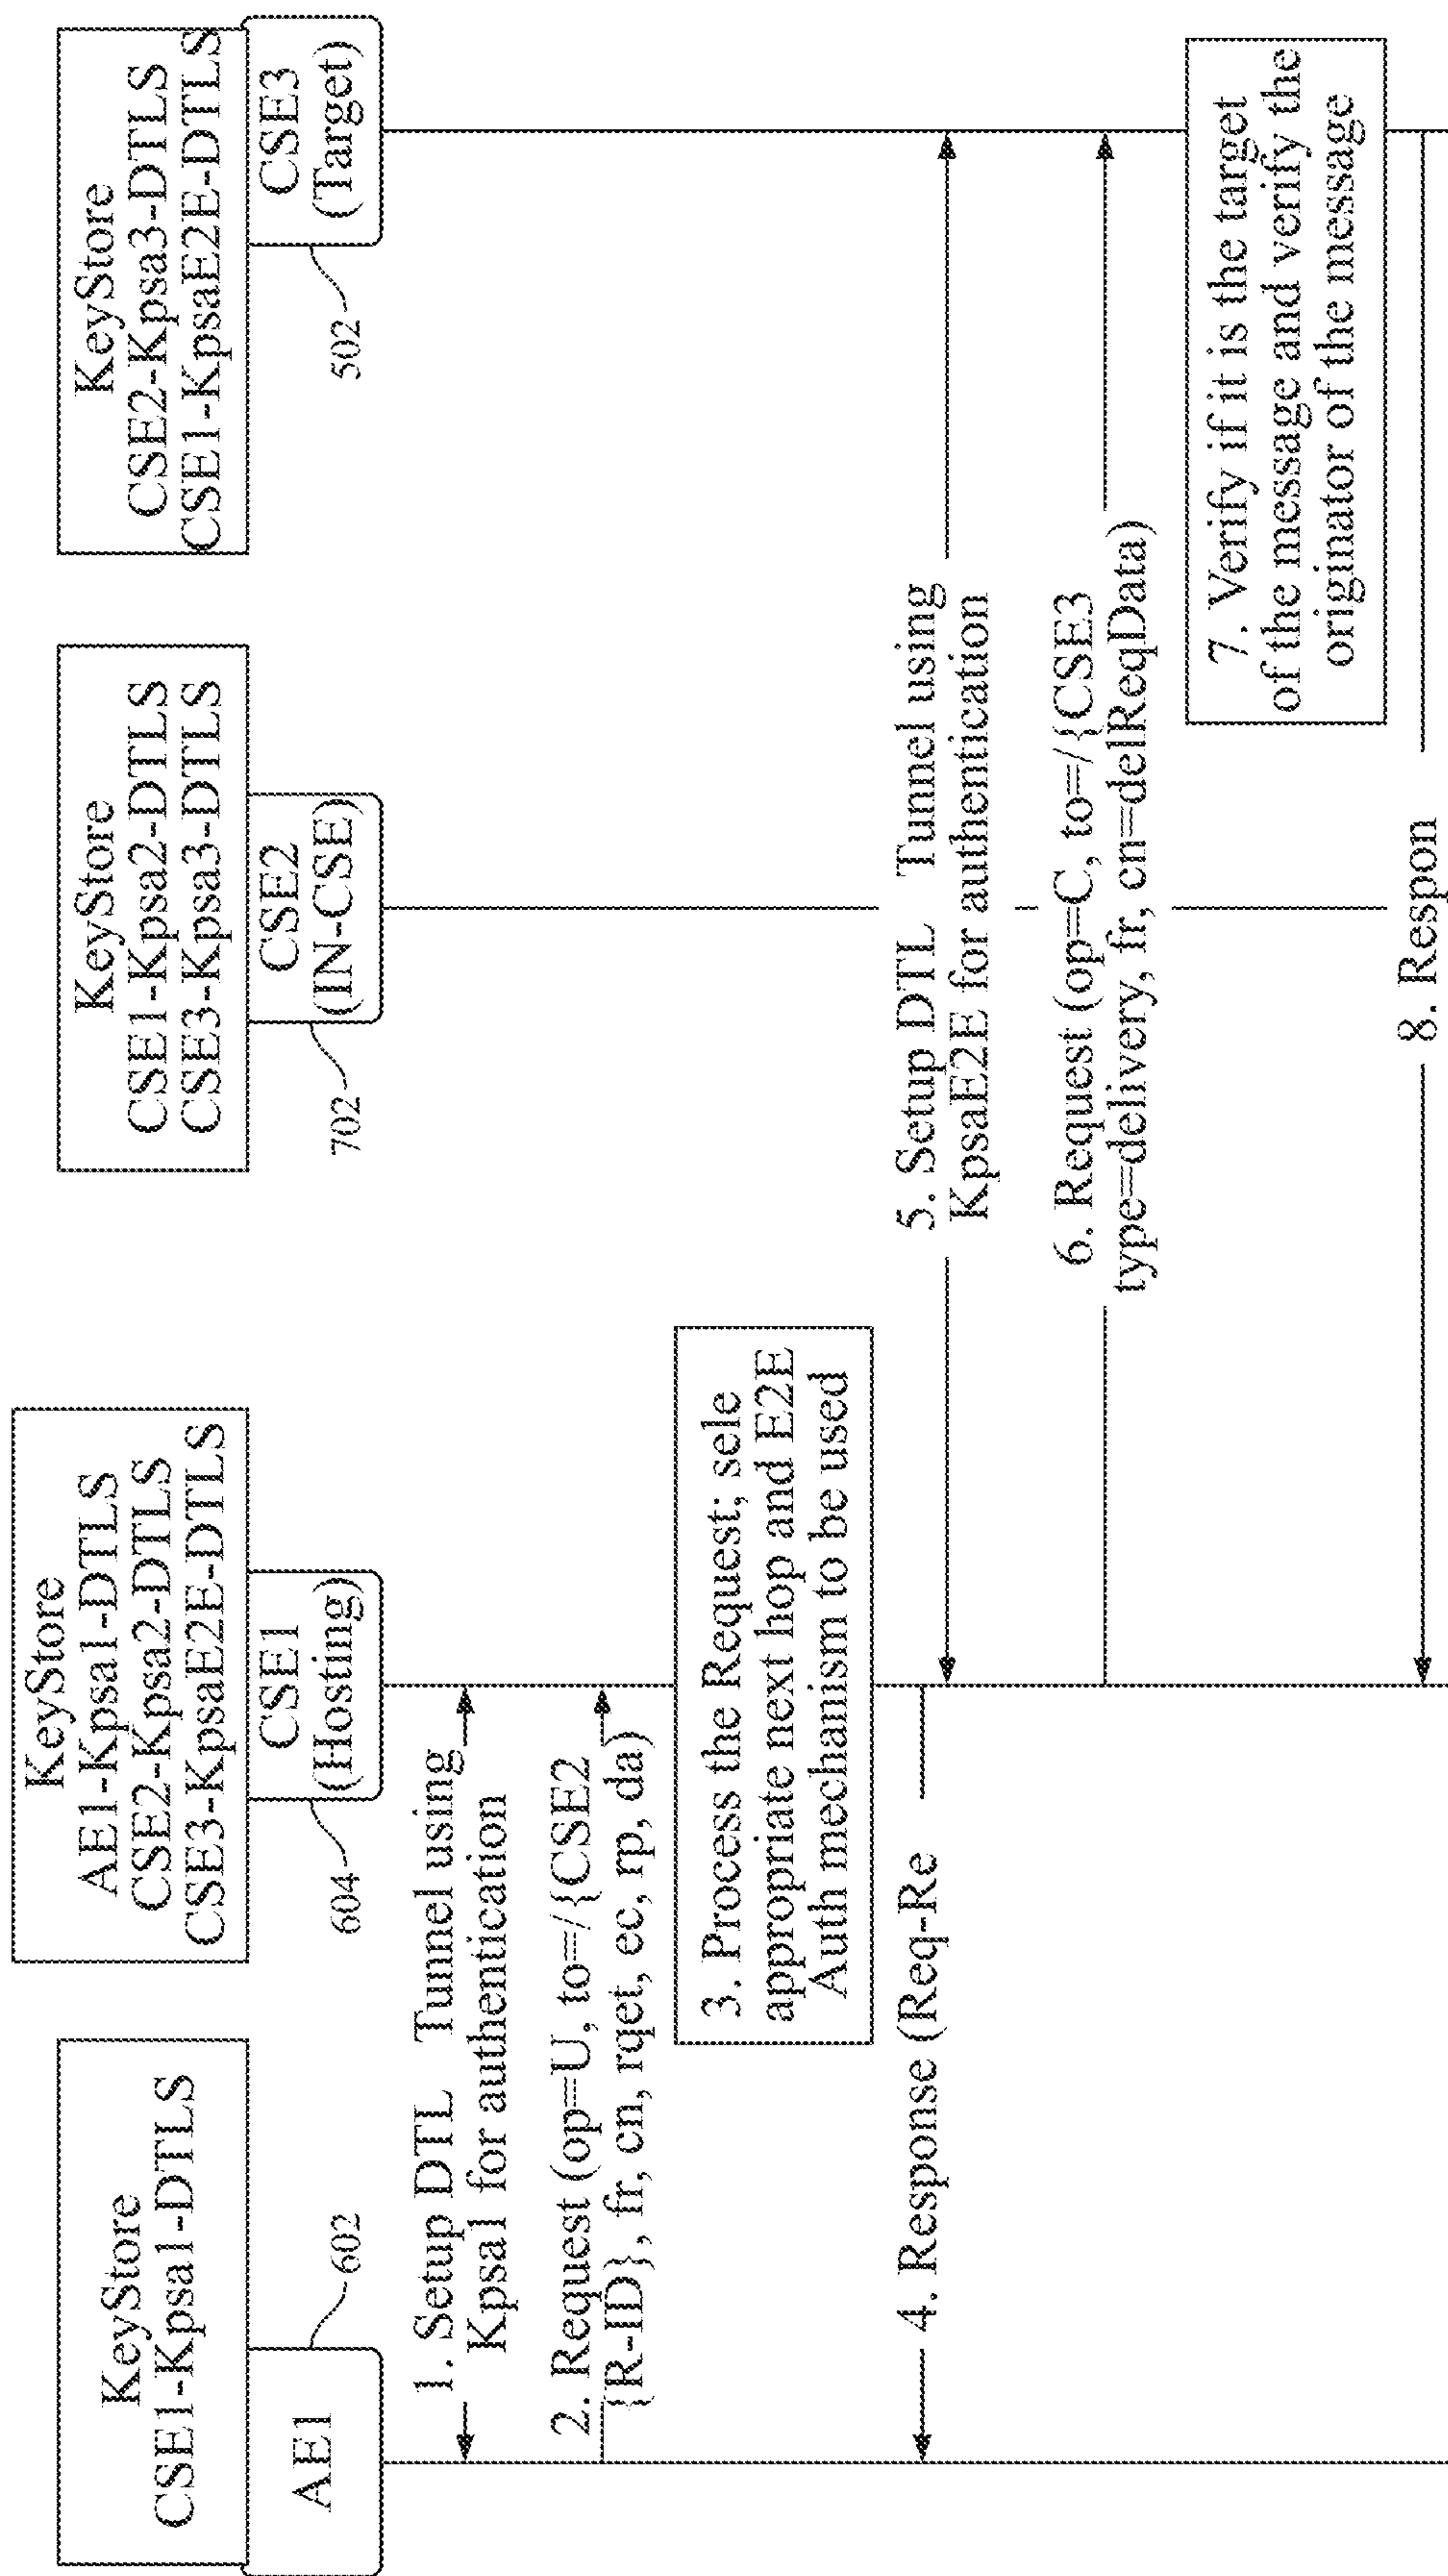 KeyStore
CSE1-Kpsa1-DTLS
AE1
602
KeyStore
AE1-Kpsa1-DTLS
CSE2-Kpsa2-DTLS
CSE3-KpsaE2E-DTLS
CSE1
(Hosting)
604
KeyStore
CSE1-Kpsa2-DTLS
CSE3-Kpsa3-DTLS
CSE2
(IN-CSE)
702
KeyStore
CSE2-Kpsa3-DTLS
CSE1-KpsaE2E-DTLS
CSE3
(Target)
502
1. Setup DTL Tunnel using
Kpsa1 for authentication
2. Request (op=U, to=/{CSE2
{R-ID}, fr, cn, rqet, ec, rp, da)
3. Process the Request; sele
appropriate next hop and E2E
Auth mechanism to be used
4. Response (Req-Re
5. Setup DTL Tunnel using
KpsaE2E for authentication
6. Request (op=C, to=/{CSE3
type=delivery, fr, cn=delReqData)
7. Verify if it is the target
of the message and verify the
originator of the message
8. Respon